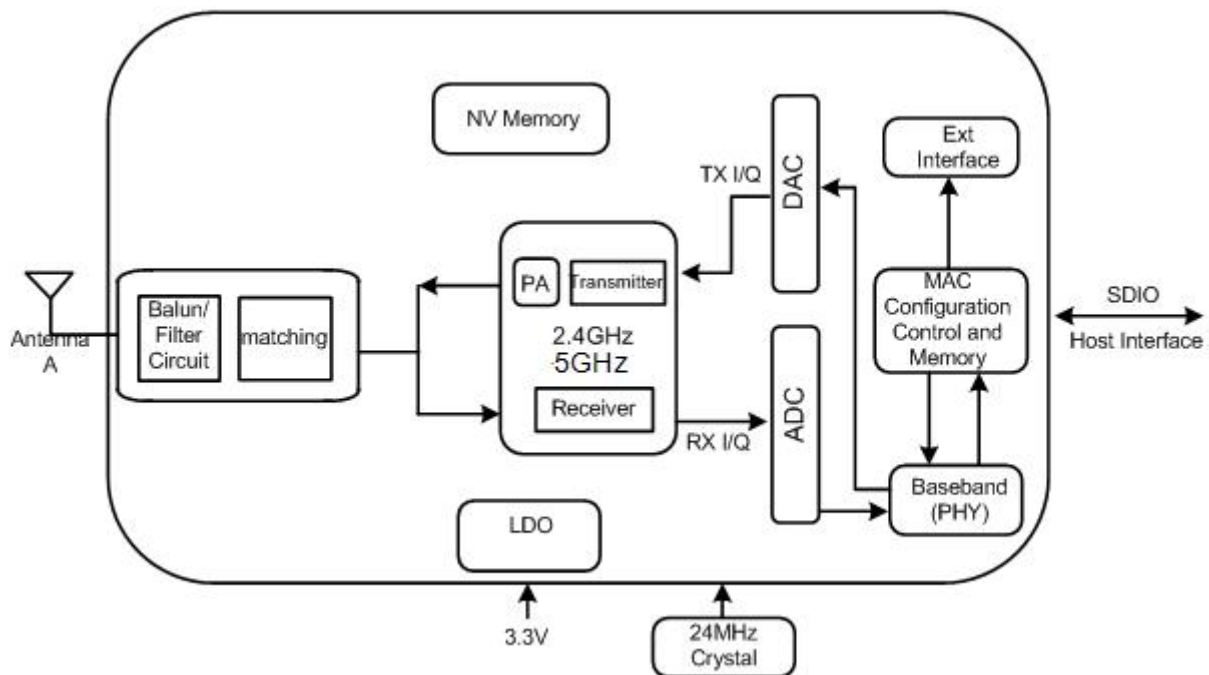 NV Memory
DAC
Ext
Interface
TX I/Q
PA
Transmitter
2.4GHz
5GHz
Receiver
Balun/
Filter
Circuit
matching
Antenna
A
MAC
Configuration
Control and
Memory
SDIO
Host Interface
ADC
RX I/Q
Baseband
(PHY)
LDO
3.3V
24MHz
Crystal